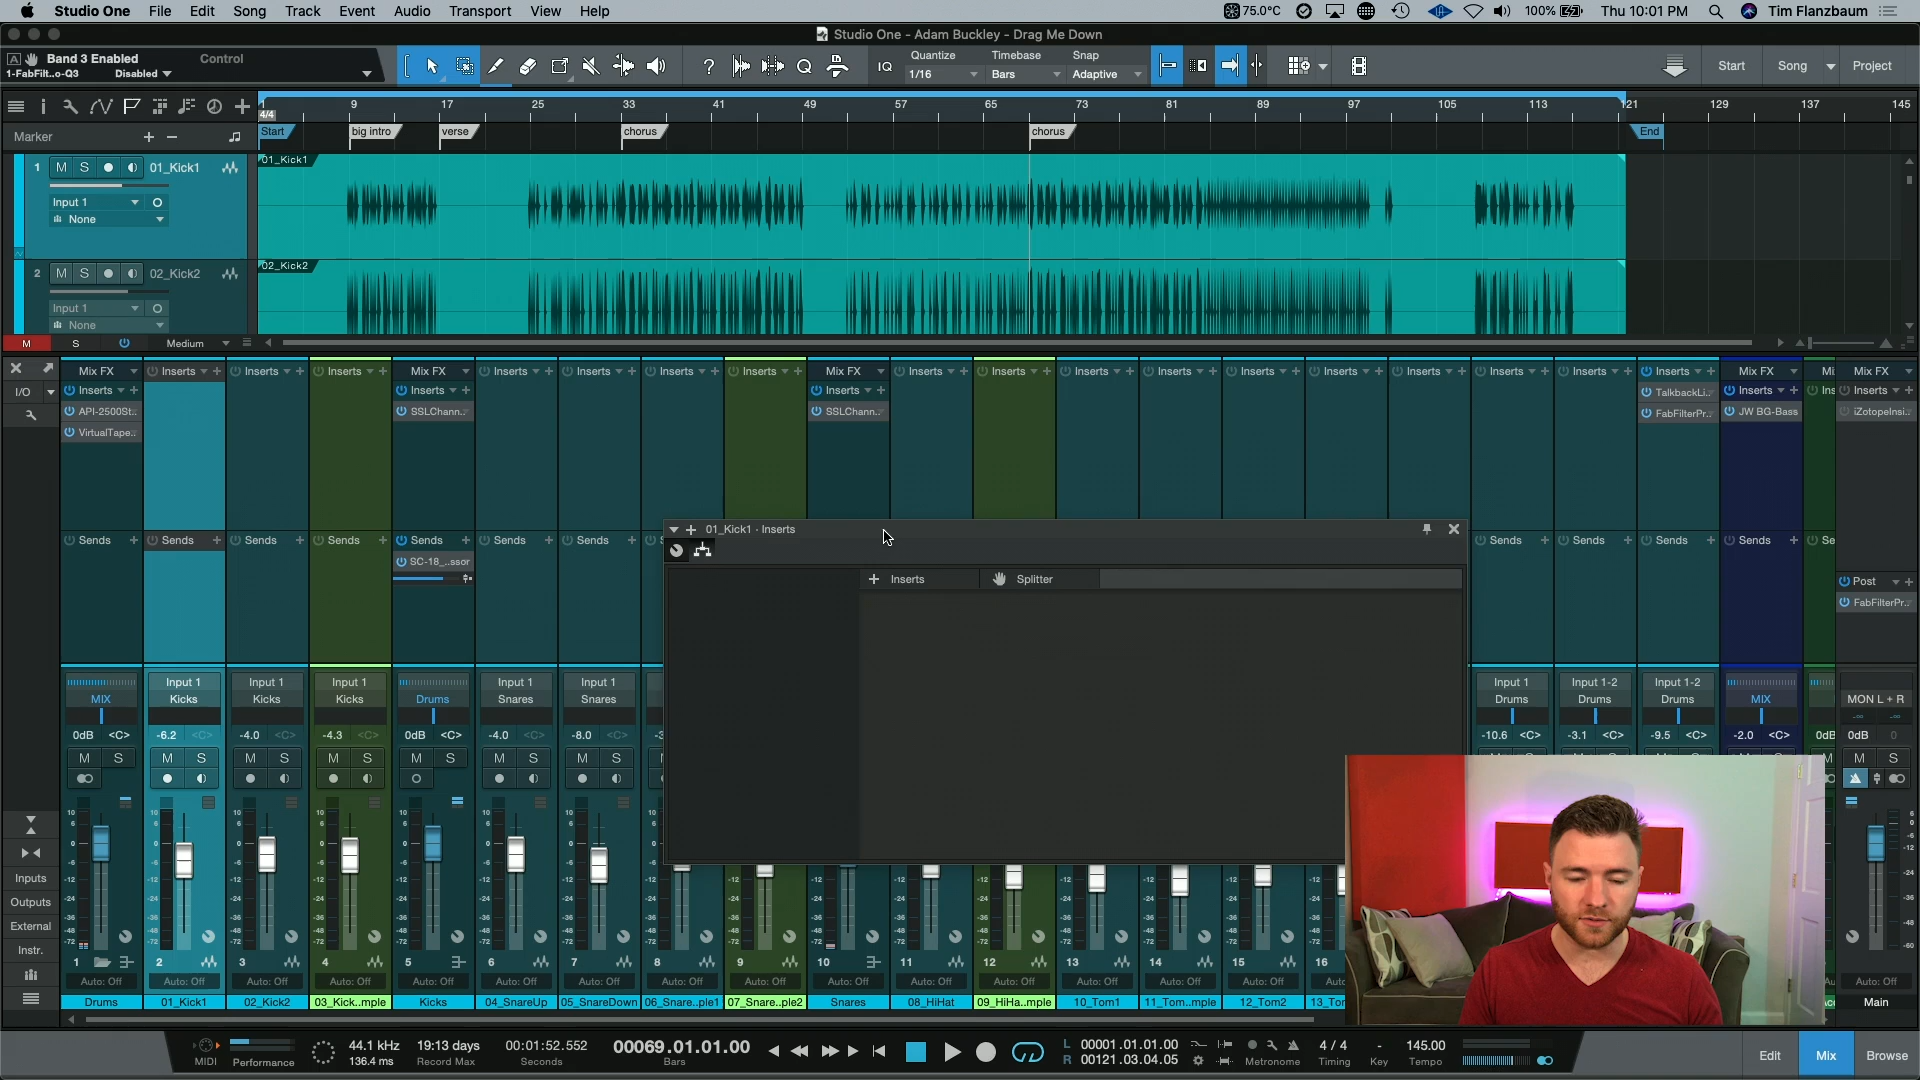 Studio One File Edit Song Track Event Audio Transport View Help 75.0°C 100% Thu 10:01 PM Tim Flanzbaum
Studio One - Adam Buckley - Drag Me Down
Band 3 Enabled Control
1-FabFilt..o-Q3 Disabled
Quantize Timebase Snap
IQ 1/16 Bars Adaptive
Start Song Project
9 17 25 33 41 49 57 65 73 81 89 97 105 113 121 129 137 145
4/4
Marker Start big intro verse chorus chorus End
1 M S 01_Kick1 01_Kick1
Input 1
None
2 M S 02_Kick2 02_Kick2
Input 1
None
M S Medium
Mix FX Inserts Inserts Inserts Mix FX Inserts Inserts Inserts Inserts Mix FX Inserts Inserts Inserts Inserts Inserts Inserts Inserts Inserts Inserts Inserts Mix FX Mi Mix FX
I/O Inserts Inserts Inserts TalkbackLi.. Inserts Ins Inserts
API-2500St.. SSLChann.. SSLChann.. FabFilterPr.. JW BG-Bass iZotopeInsi..
VirtualTape..
01_Kick1 - Inserts
Sends Sends Sends Sends Sends Sends Sends Sends Sends Sends Sends Se
SC-18_..ssor
Inserts Splitter
Post
FabFilterPr..
Input 1 Input 1 Input 1 Input 1 Input 1 Input 1 Input 1-2 Input 1-2
MIX Kicks Kicks Kicks Drums Snares Snares Drums Drums Drums MIX MON L + R
0dB <C> -6.2 <C> -4.0 <C> -4.3 <C> 0dB <C> -4.0 <C> -8.0 <C> -10.6 <C> -3.1 <C> -9.5 <C> -2.0 <C> 0dB 0dB 0
M S M S M S M S M S M S M S M S
Inputs
Outputs
External
Instr.
1 2 3 4 5 6 7 8 9 10 11 12 13 14 15 16
Auto: Off Auto: Off Auto: Off Auto: Off Auto: Off Auto: Off Auto: Off Auto: Off Auto: Off Auto: Off Auto: Off Auto: Off Auto: Off Auto: Off Auto: Off Auto: Off
Drums 01_Kick1 02_Kick2 03_Kick..mple Kicks 04_SnareUp 05_SnareDown 06_Snare..ple1 07_Snare..ple2 Snares 08_HiHat 09_HiHa..mple 10_Tom1 11_Tom..mple 12_Tom2 13_Tor Main
44.1 kHz 19:13 days 00:01:52.552 00069.01.01.00 L 00001.01.01.00 4 / 4 - 145.00
MIDI Performance 136.4 ms Record Max Seconds Bars R 00121.03.04.05 Metronome Timing Key Tempo
Edit Mix Browse